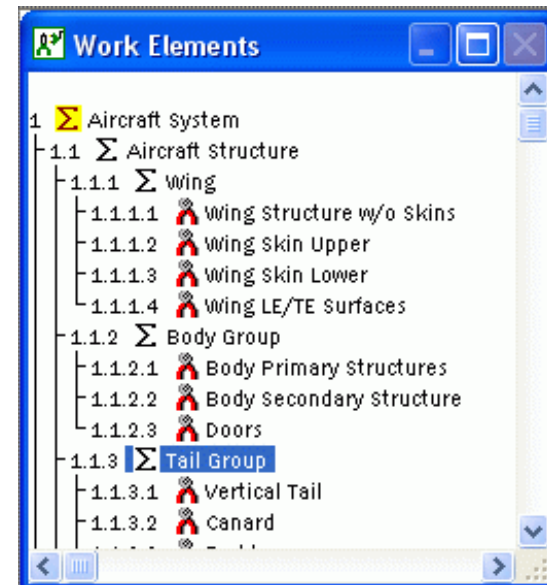 Work Elements
1 Σ Aircraft System
1.1 Σ Aircraft Structure
1.1.1 Σ Wing
1.1.1.1 Wing Structure w/o Skins
1.1.1.2 Wing Skin Upper
1.1.1.3 Wing Skin Lower
1.1.1.4 Wing LE/TE Surfaces
1.1.2 Σ Body Group
1.1.2.1 Body Primary Structures
1.1.2.2 Body Secondary Structure
1.1.2.3 Doors
1.1.3 Σ Tail Group
1.1.3.1 Vertical Tail
1.1.3.2 Canard